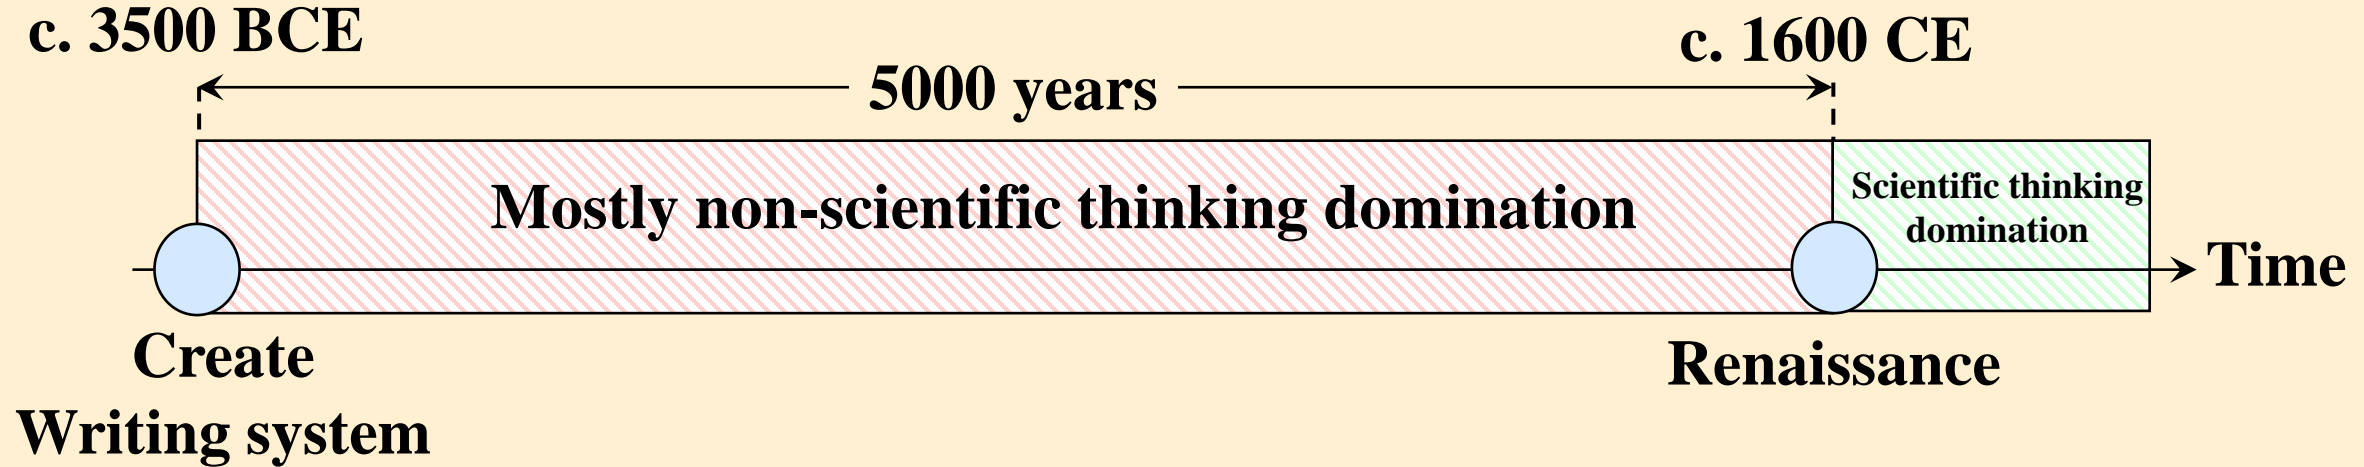 c. 3500 BCE
c. 1600 CE
5000 years
Mostly non-scientific thinking domination
Scientific thinking
domination
Time
Create
Writing system
Renaissance